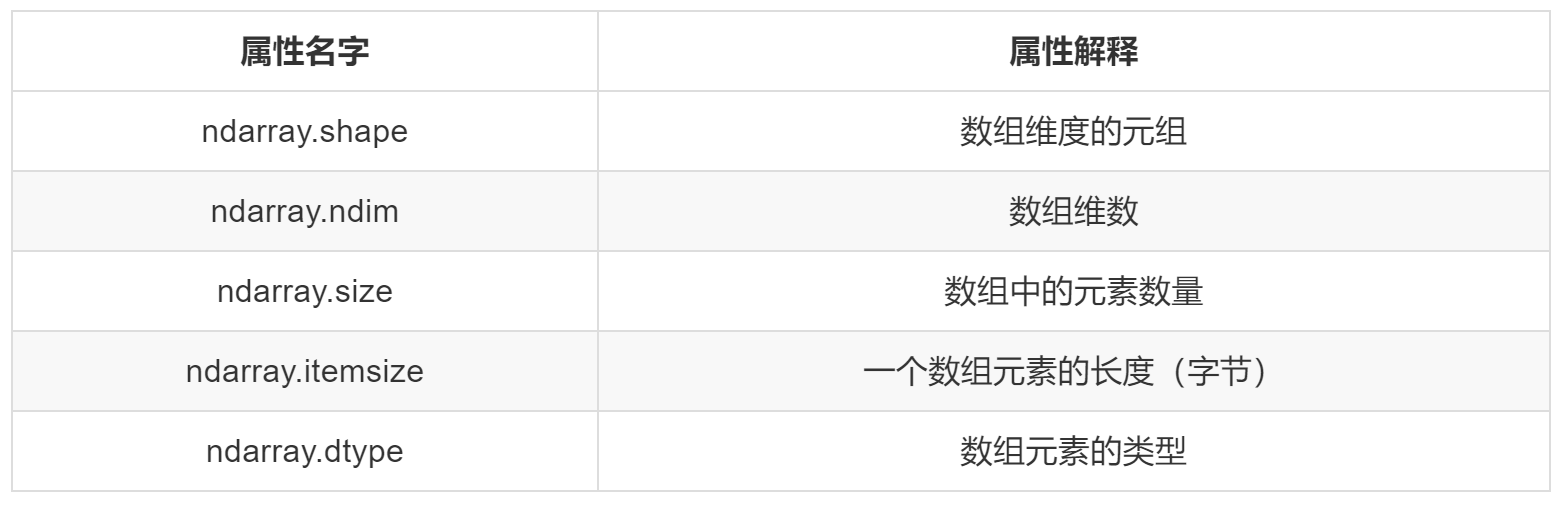 属性名字 属性解释
ndarray.shape 数组维度的元组
ndarray.ndim 数组维数
ndarray.size 数组中的元素数量
ndarray.itemsize 一个数组元素的长度（字节）
ndarray.dtype 数组元素的类型